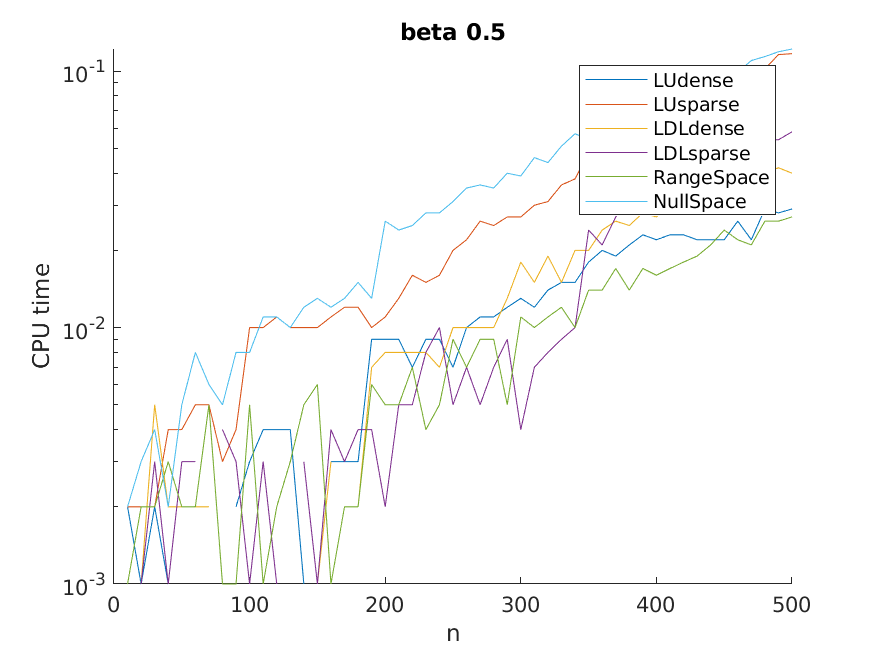 beta 0.5
10^-1
10^-2
10^-3
CPU time
LUdense
LUsparse
LDLdense
LDLsparse
RangeSpace
NullSpace
0 100 200 300 400 500
n